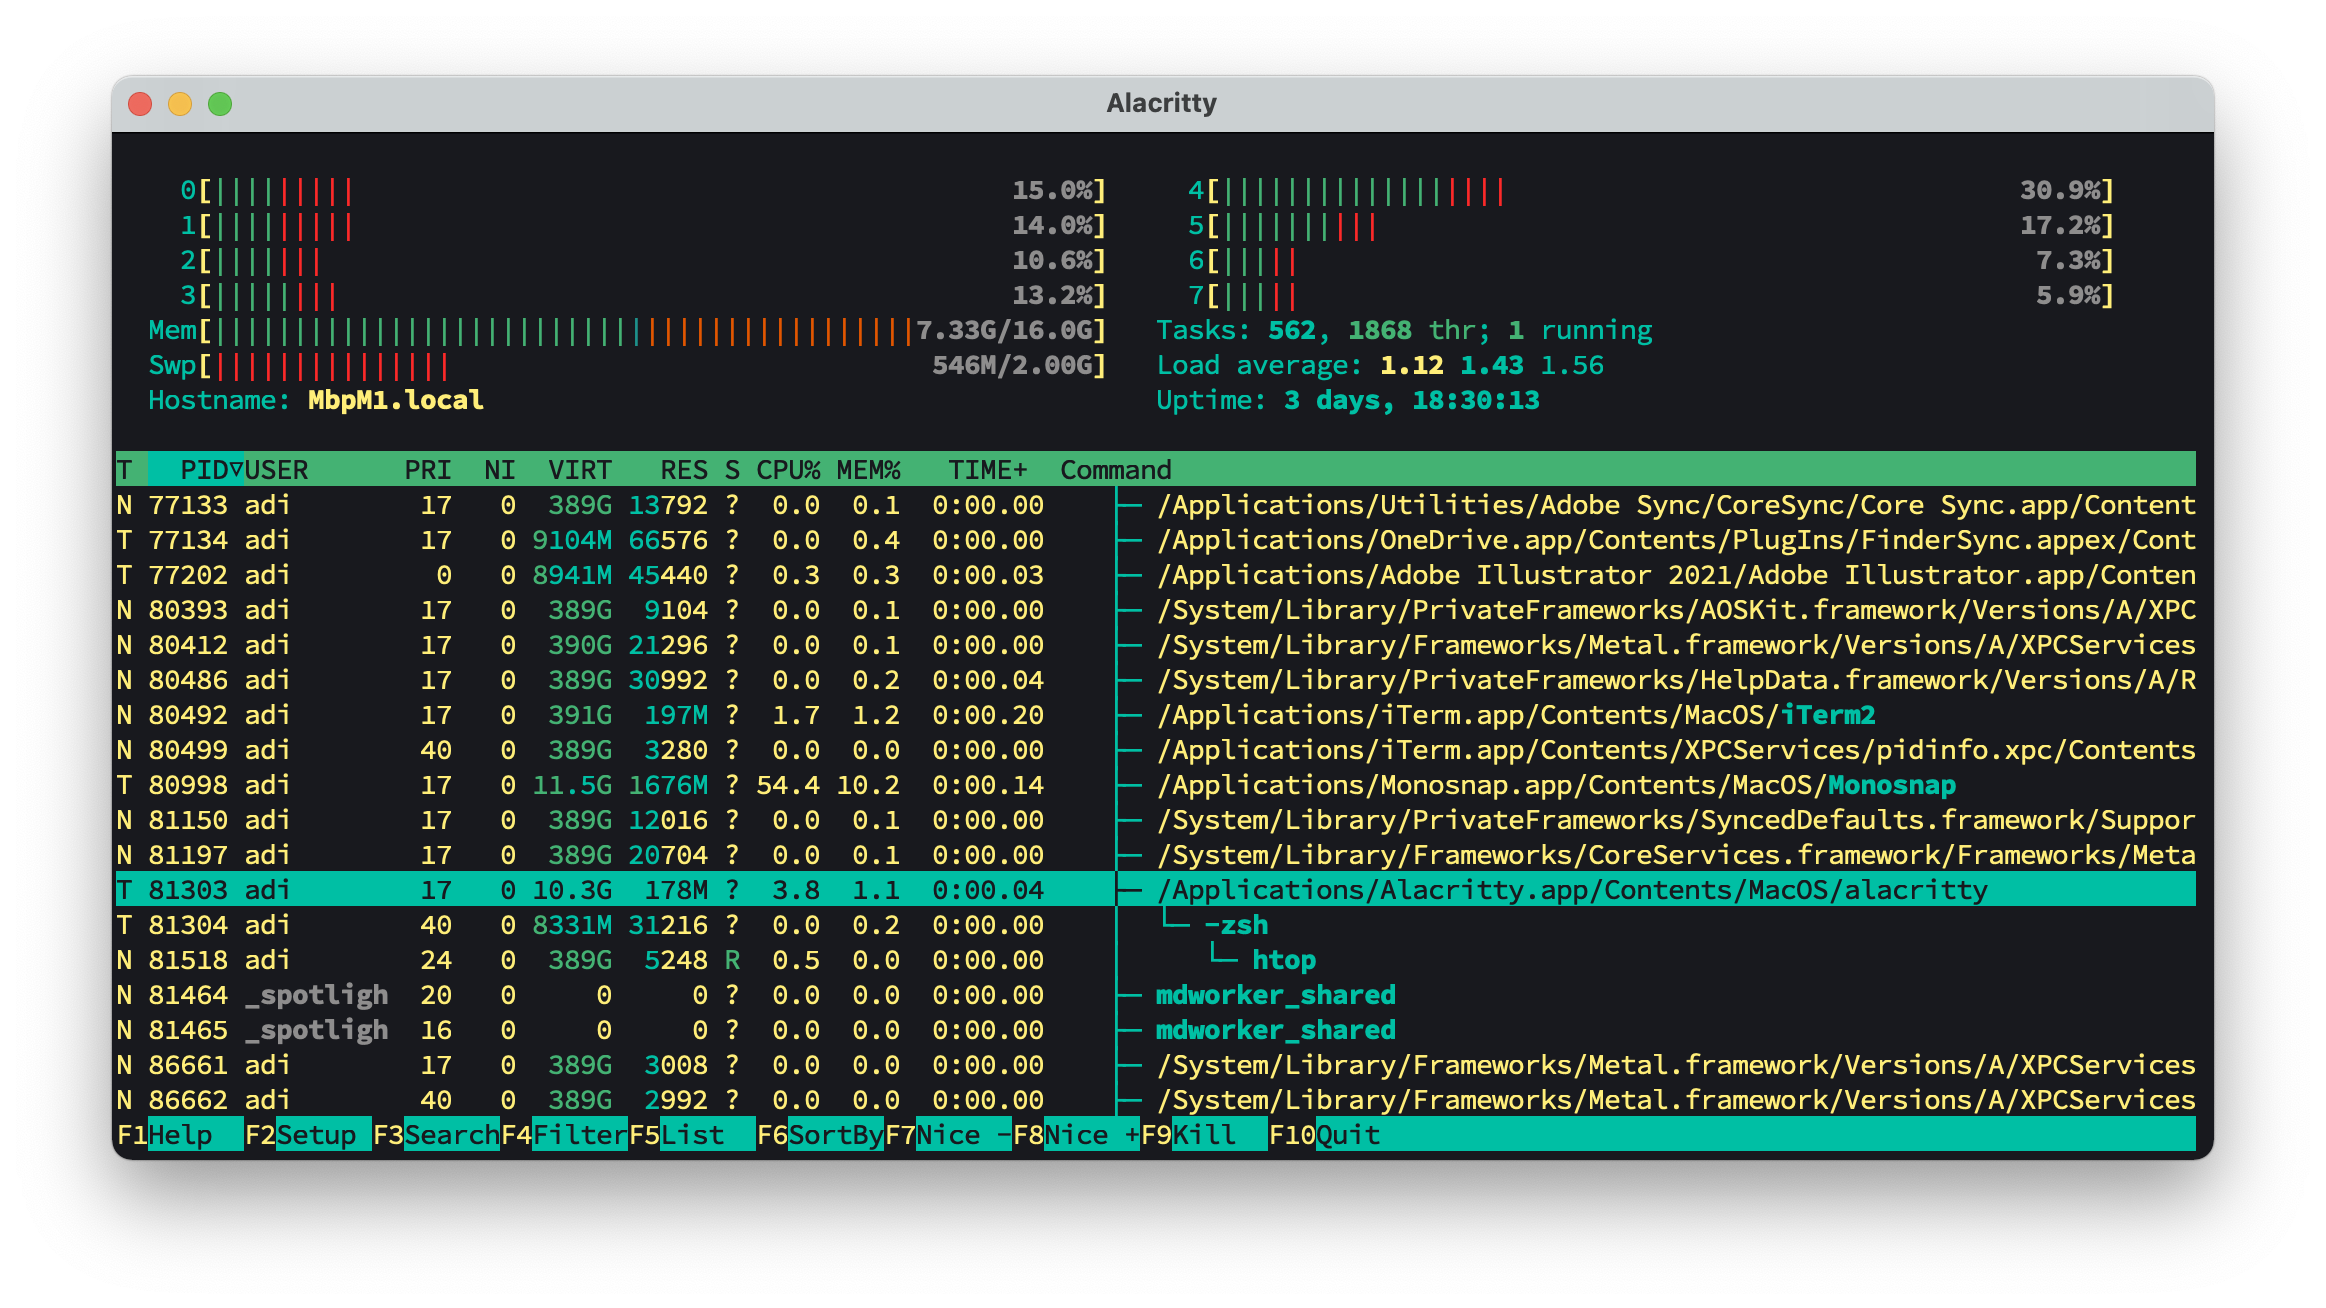 Alacritty
0[||||||||| 15.0%] 4[|||||||||||||||||| 30.9%]
1[||||||||| 14.0%] 5[|||||||||| 17.2%]
2[||||||| 10.6%] 6[||||| 7.3%]
3[|||||||| 13.2%] 7[||||| 5.9%]
Mem[||||||||||||||||||||||||||||||||||||||||||||7.33G/16.0G] Tasks: 562, 1868 thr; 1 running
Swp[||||||||||||||| 546M/2.00G] Load average: 1.12 1.43 1.56
Hostname: MbpM1.local Uptime: 3 days, 18:30:13
T PID▽USER PRI NI VIRT RES S CPU% MEM% TIME+ Command
N 77133 adi 17 0 389G 13792 ? 0.0 0.1 0:00.00 ├─ /Applications/Utilities/Adobe Sync/CoreSync/Core Sync.app/Content
T 77134 adi 17 0 9104M 66576 ? 0.0 0.4 0:00.00 ├─ /Applications/OneDrive.app/Contents/PlugIns/FinderSync.appex/Cont
T 77202 adi 0 0 8941M 45440 ? 0.3 0.3 0:00.03 ├─ /Applications/Adobe Illustrator 2021/Adobe Illustrator.app/Conten
N 80393 adi 17 0 389G 9104 ? 0.0 0.1 0:00.00 ├─ /System/Library/PrivateFrameworks/AOSKit.framework/Versions/A/XPC
N 80412 adi 17 0 390G 21296 ? 0.0 0.1 0:00.00 ├─ /System/Library/Frameworks/Metal.framework/Versions/A/XPCServices
N 80486 adi 17 0 389G 30992 ? 0.0 0.2 0:00.04 ├─ /System/Library/PrivateFrameworks/HelpData.framework/Versions/A/R
N 80492 adi 17 0 391G 197M ? 1.7 1.2 0:00.20 ├─ /Applications/iTerm.app/Contents/MacOS/iTerm2
N 80499 adi 40 0 389G 3280 ? 0.0 0.0 0:00.00 ├─ /Applications/iTerm.app/Contents/XPCServices/pidinfo.xpc/Contents
T 80998 adi 17 0 11.5G 1676M ? 54.4 10.2 0:00.14 ├─ /Applications/Monosnap.app/Contents/MacOS/Monosnap
N 81150 adi 17 0 389G 12016 ? 0.0 0.1 0:00.00 ├─ /System/Library/PrivateFrameworks/SyncedDefaults.framework/Suppor
N 81197 adi 17 0 389G 20704 ? 0.0 0.1 0:00.00 ├─ /System/Library/Frameworks/CoreServices.framework/Frameworks/Meta
T 81303 adi 17 0 10.3G 178M ? 3.8 1.1 0:00.04 ├─ /Applications/Alacritty.app/Contents/MacOS/alacritty
T 81304 adi 40 0 8331M 31216 ? 0.0 0.2 0:00.00 │ └─ -zsh
N 81518 adi 24 0 389G 5248 R 0.5 0.0 0:00.00 │ └─ htop
N 81464 _spotligh 20 0 0 0 ? 0.0 0.0 0:00.00 ├─ mdworker_shared
N 81465 _spotligh 16 0 0 0 ? 0.0 0.0 0:00.00 ├─ mdworker_shared
N 86661 adi 17 0 389G 3008 ? 0.0 0.0 0:00.00 ├─ /System/Library/Frameworks/Metal.framework/Versions/A/XPCServices
N 86662 adi 40 0 389G 2992 ? 0.0 0.0 0:00.00 ├─ /System/Library/Frameworks/Metal.framework/Versions/A/XPCServices
F1Help F2Setup F3SearchF4FilterF5List F6SortByF7Nice -F8Nice +F9Kill F10Quit